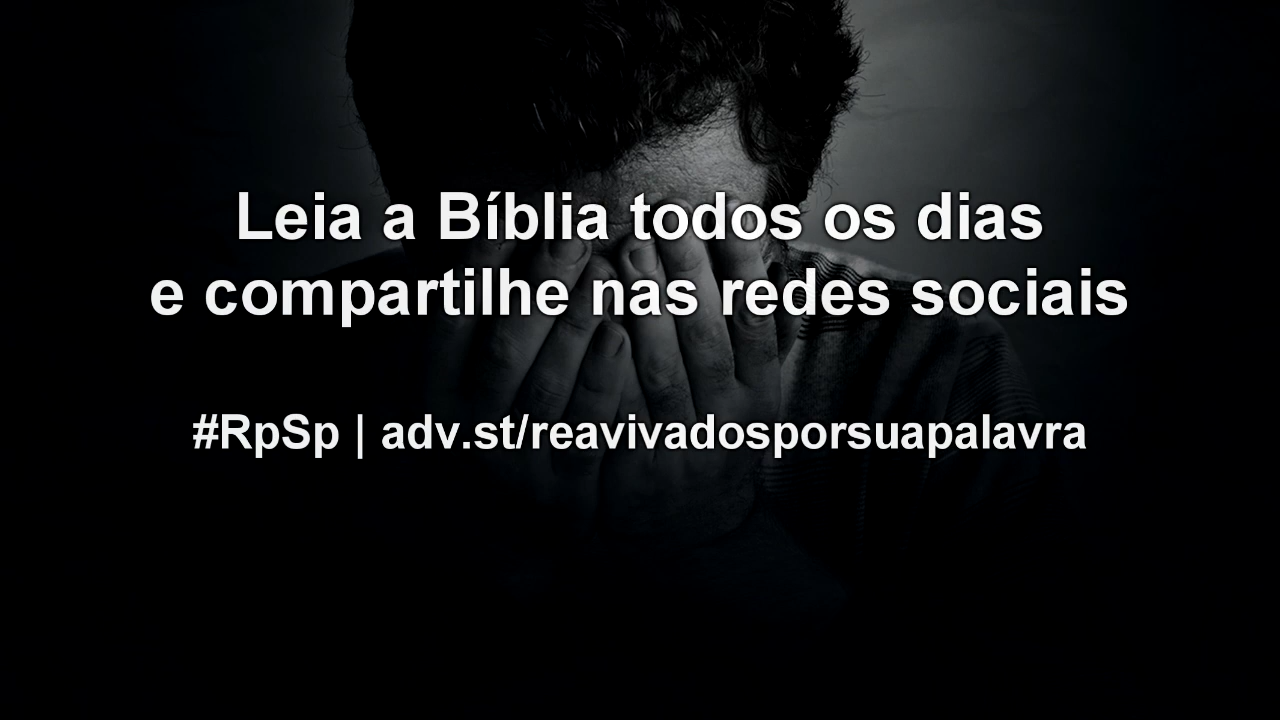 Leia a Bíblia todos os dias
e compartilhe nas redes sociais
#RpSp | adv.st/reavivadosporsuapalavra